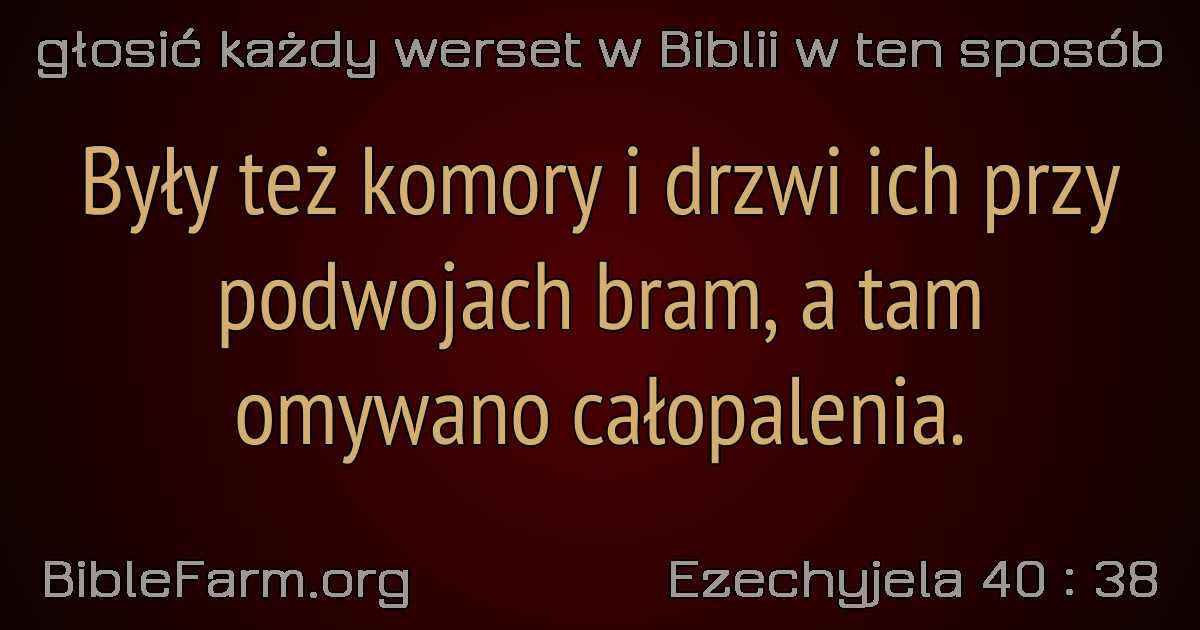 głosić każdy werset w Biblii w ten sposób
Były też komory i drzwi ich przy
podwojach bram, a tam
omywano całopalenia.
BibleFarm.org
Ezechyjela 40 : 38